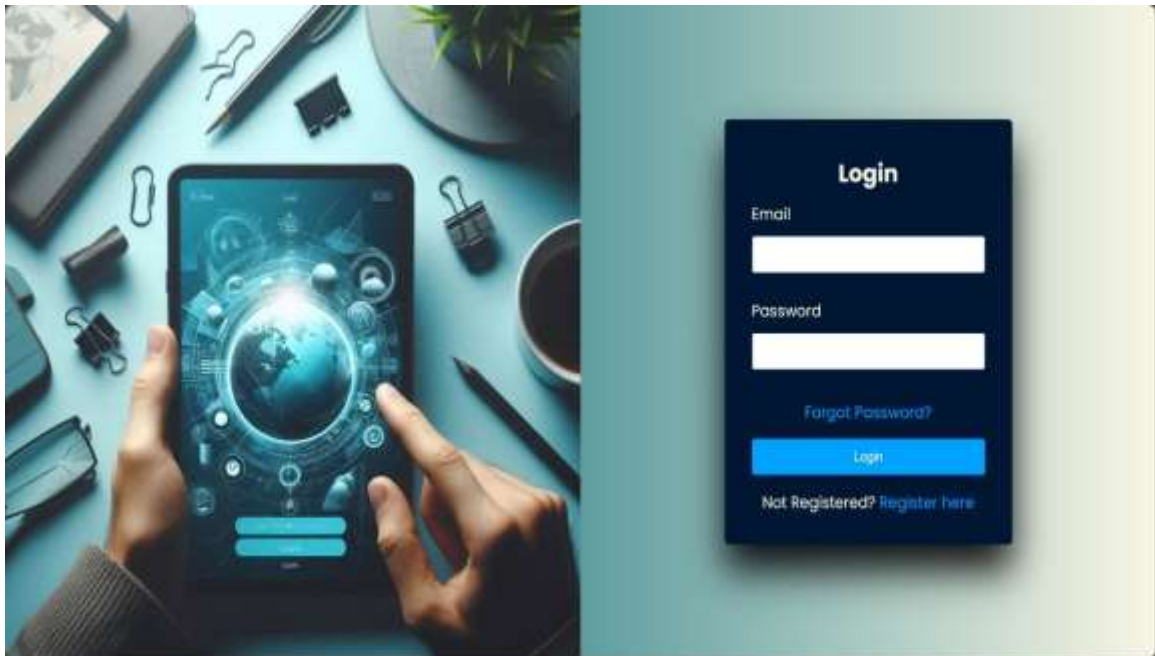 Login
Email
Password
Forgot Password?
Login
Not Registered? Register here